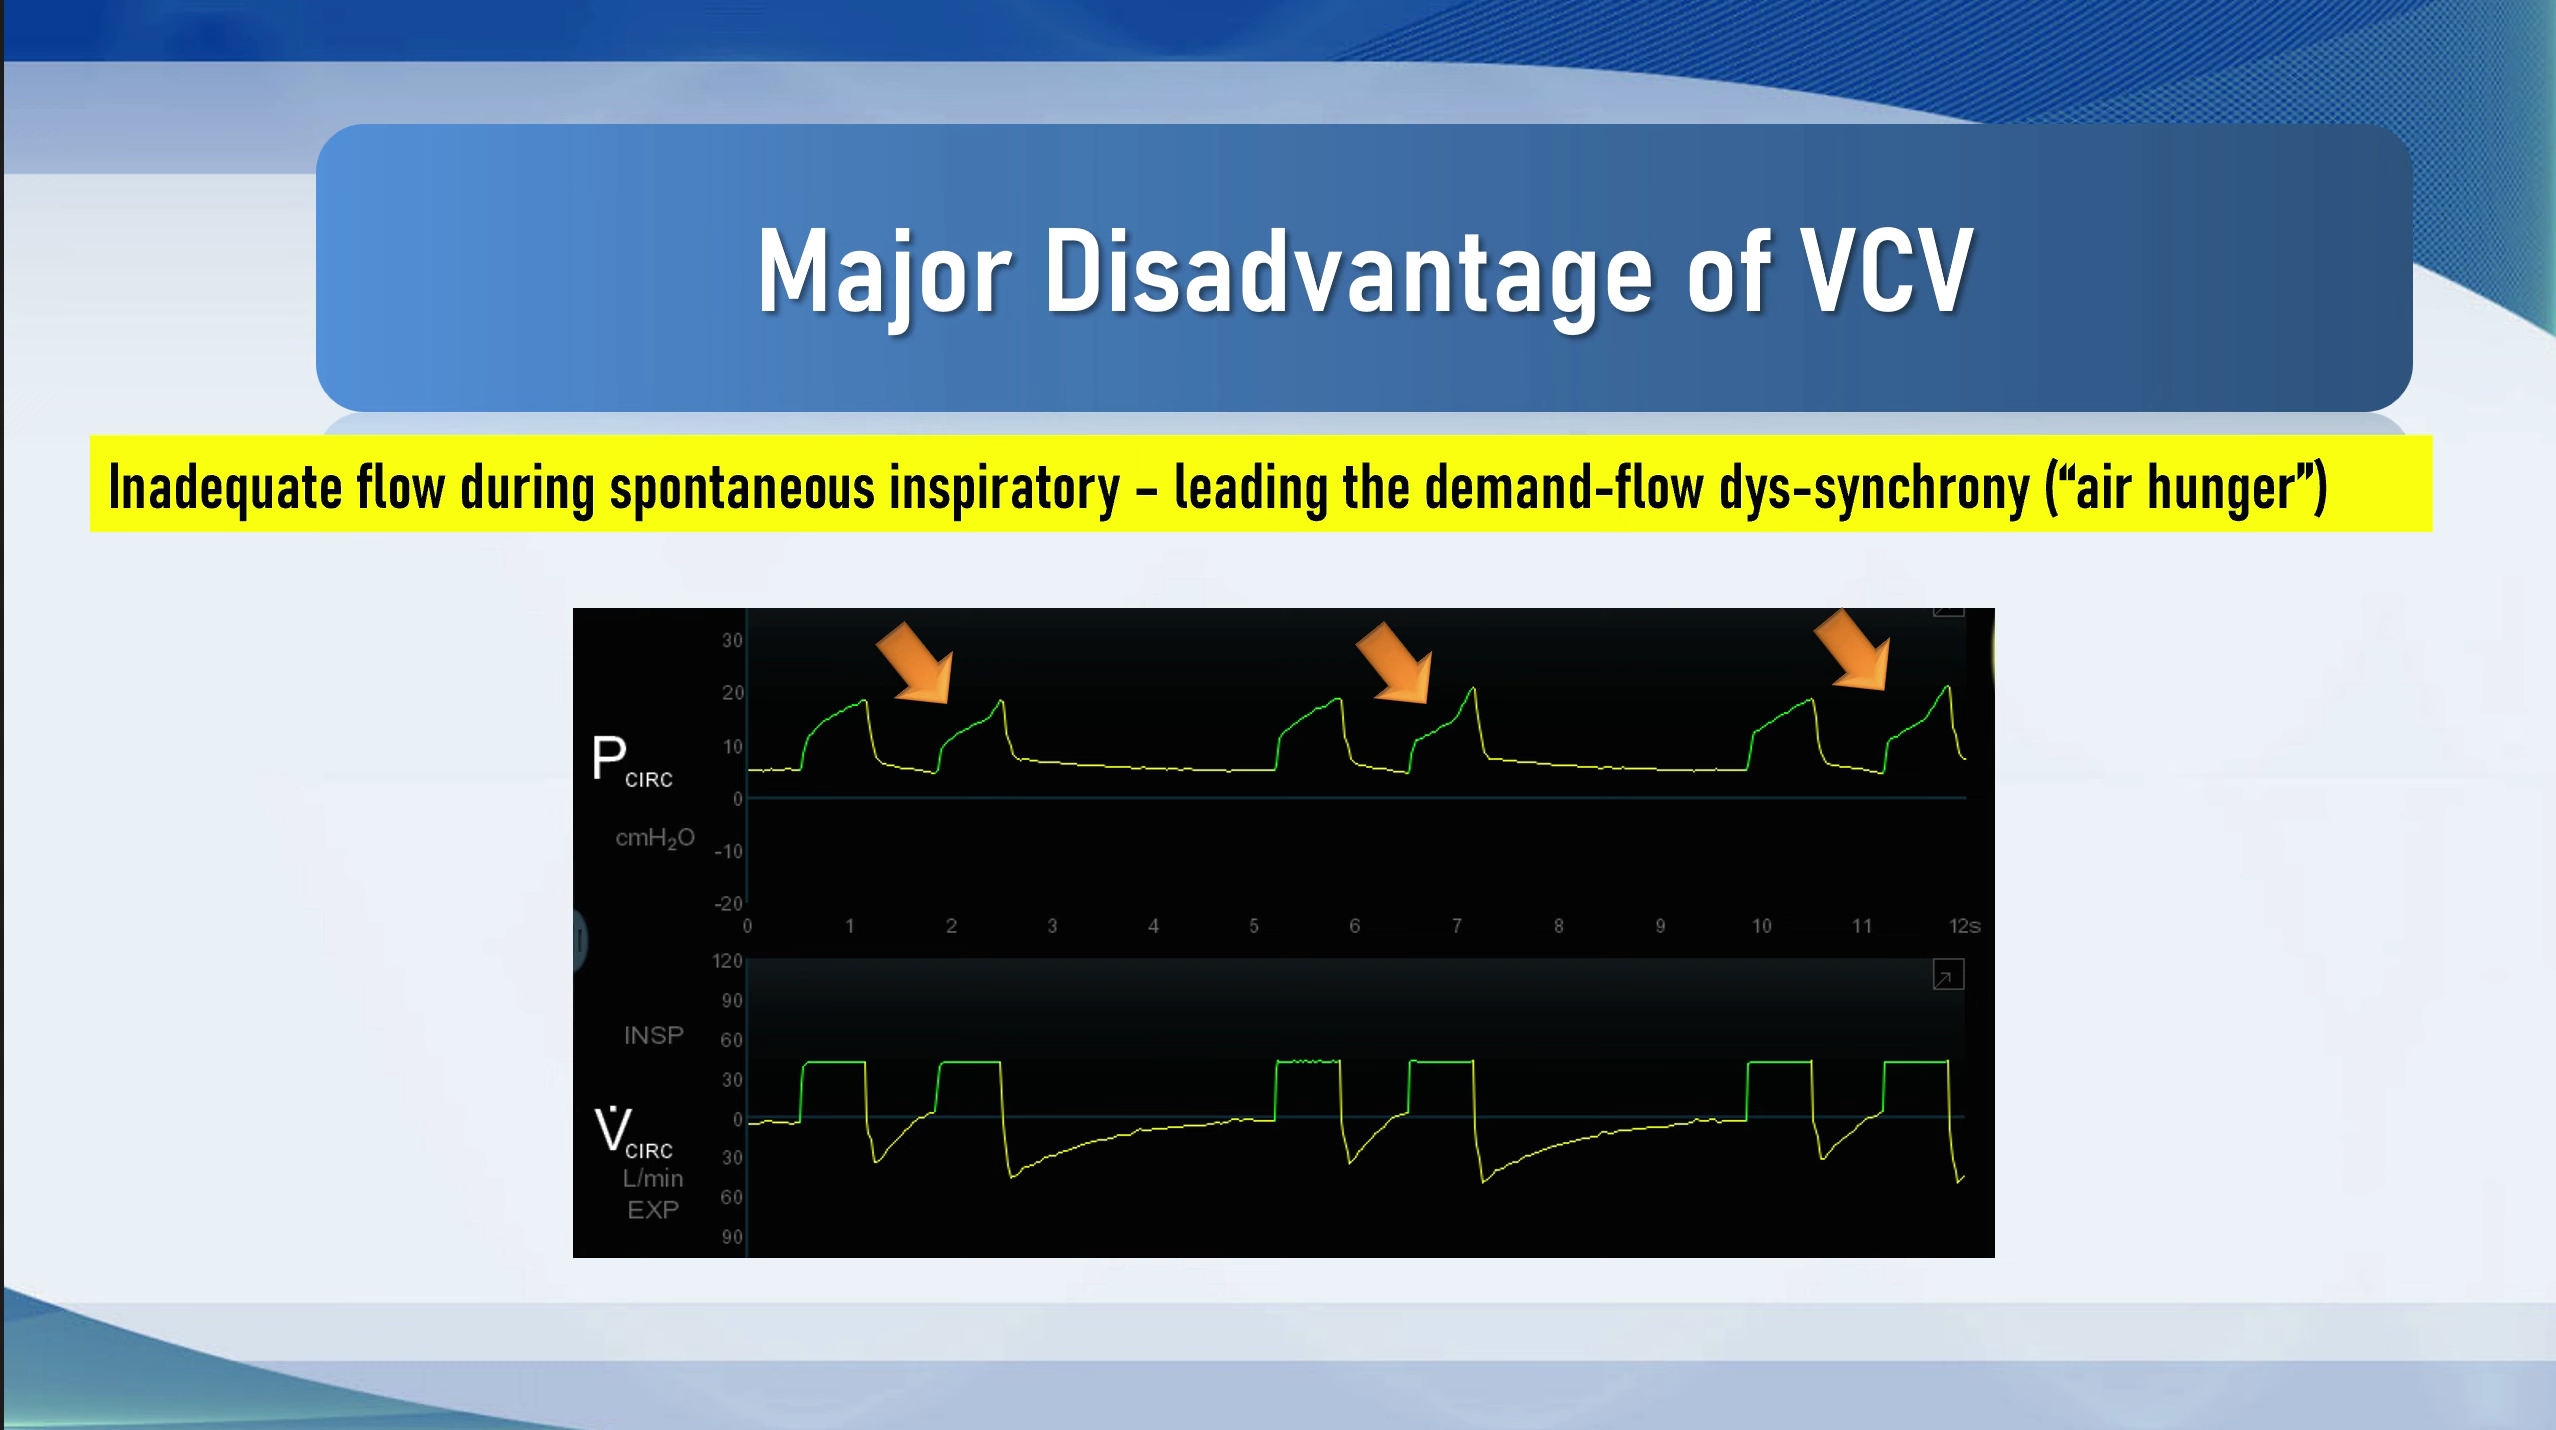 Major Disadvantage of VCV
Inadequate flow during spontaneous inspiratory – leading the demand-flow dys-synchrony (“air hunger”)
30
20
10
0
-10
-20
PCIRC
cmH₂O
0 1 2 3 4 5 6 7 8 9 10 11 12s
120
90
60
30
0
30
60
90
INSP
V̇CIRC
L/min
EXP